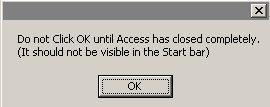 Do not Click OK until Access has closed completely.
(It should not be visible in the Start bar)
OK